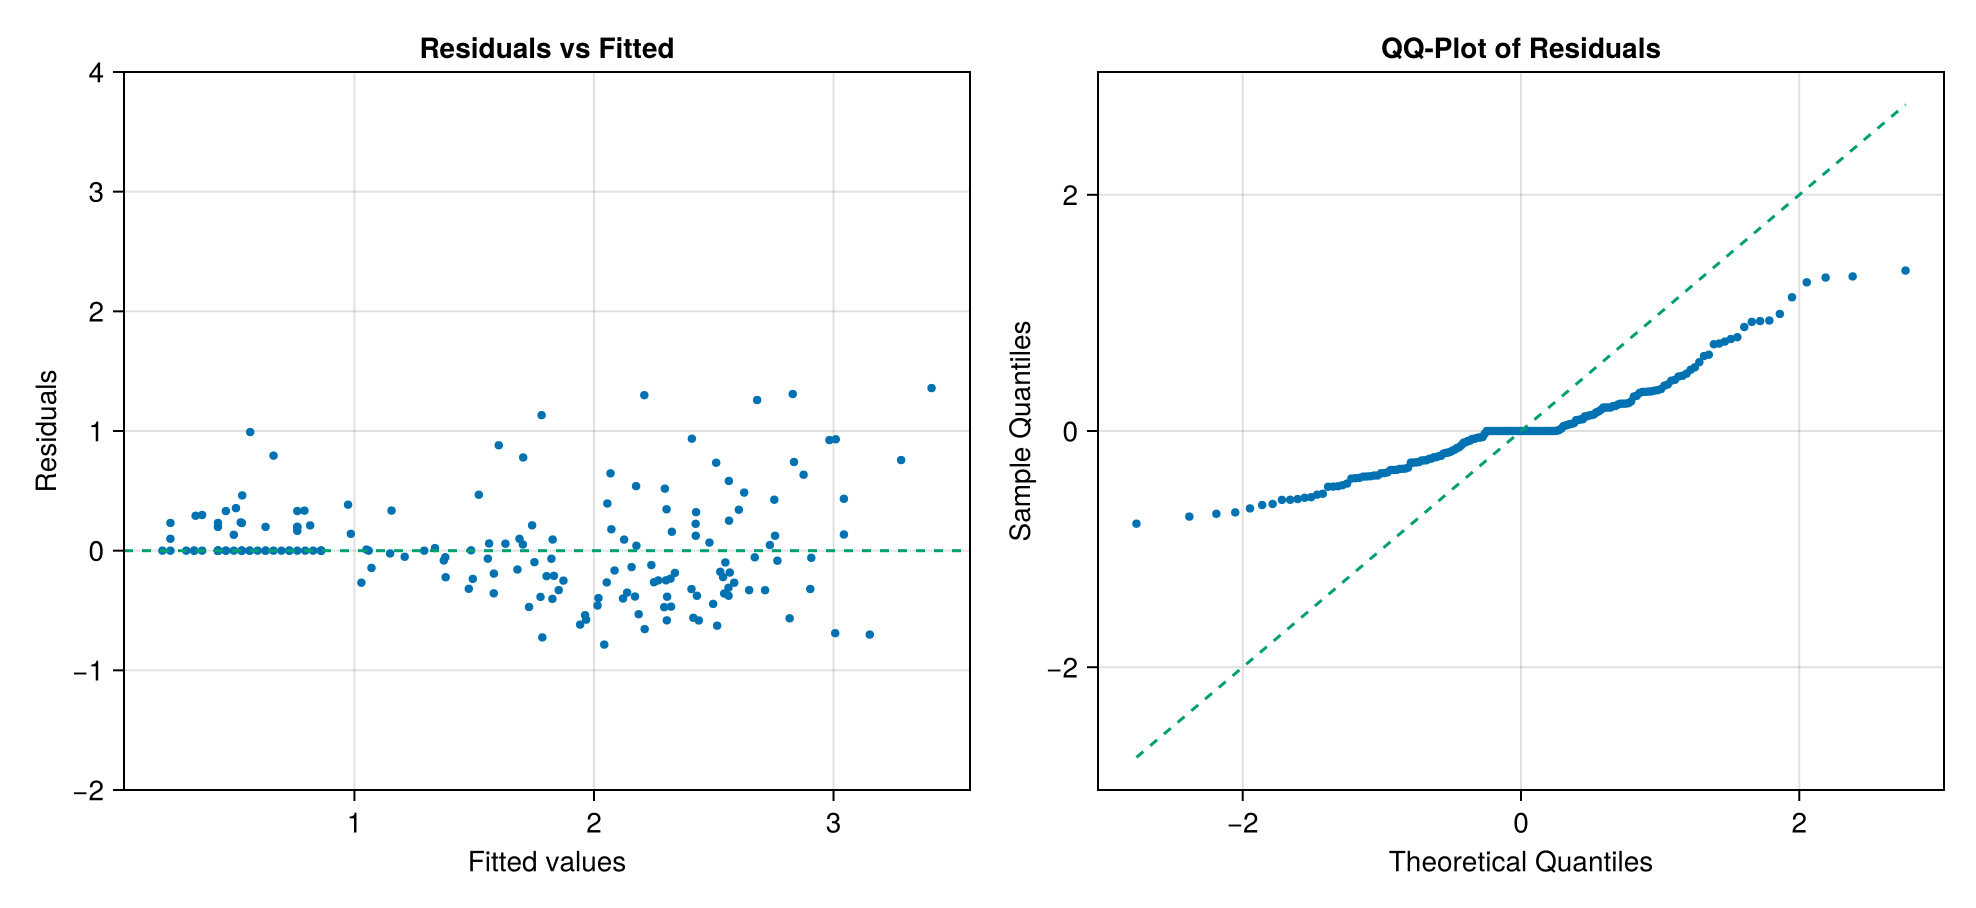 Residuals vs Fitted
4
3
2
1
0
−1
−2
Residuals
1
2
3
Fitted values
QQ-Plot of Residuals
2
0
−2
Sample Quantiles
−2
0
2
Theoretical Quantiles